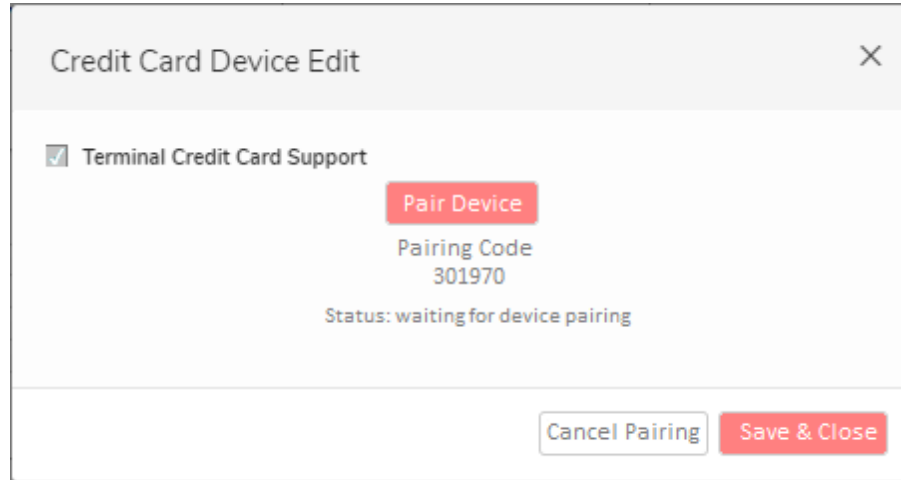 Credit Card Device Edit
Terminal Credit Card Support
Pair Device
Pairing Code
301970
Status: waiting for device pairing
Cancel Pairing
Save & Close